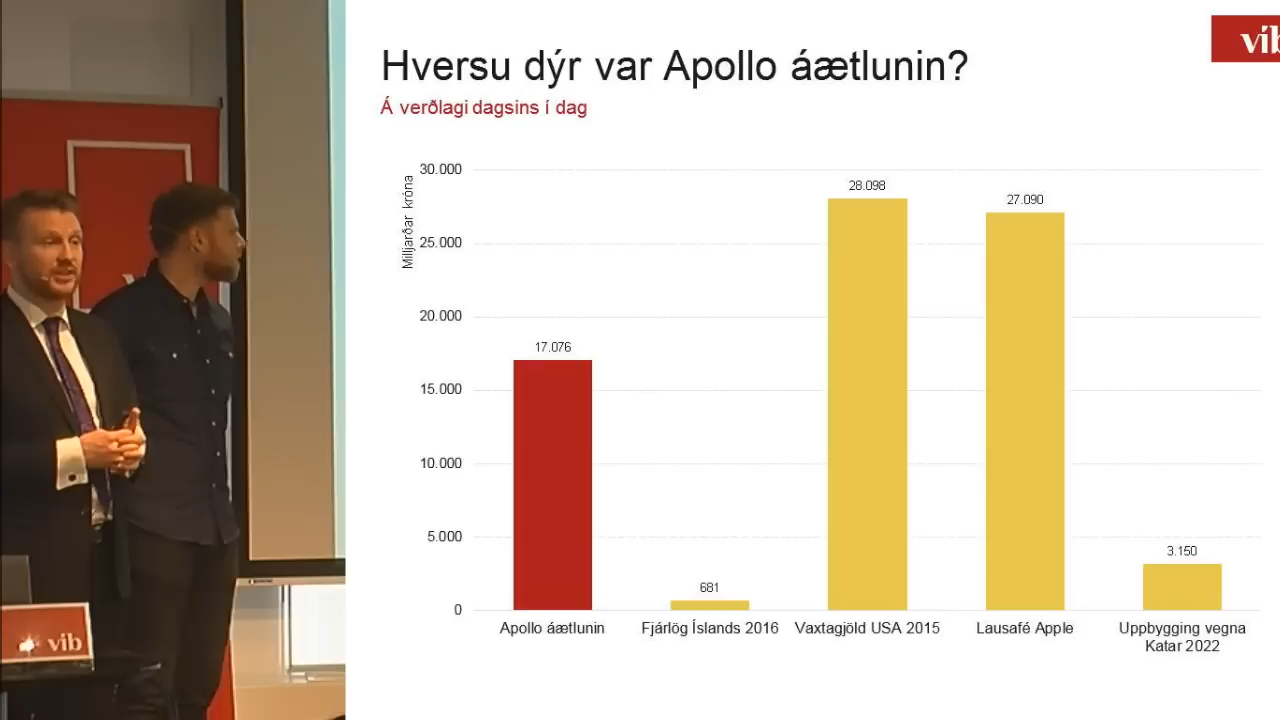 Hversu dýr var Apollo áætlunin?
Á verðlagi dagsins í dag
vib
Milljarðar króna
30.000
25.000
20.000
15.000
10.000
5.000
0
17.076
681
28.098
27.090
3.150
Apollo áætlunin
Fjárlög Íslands 2016
Vaxtagjöld USA 2015
Lausafé Apple
Uppbygging vegna
Katar 2022
vib